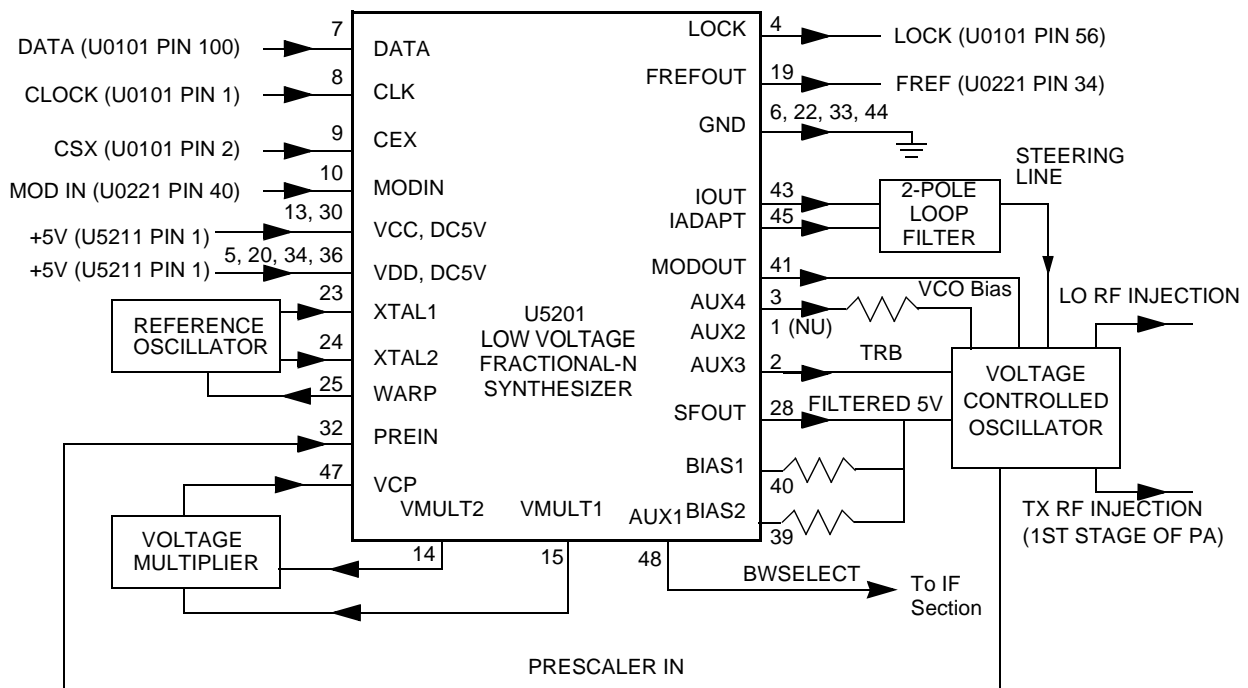 DATA (U0101 PIN 100)
CLOCK (U0101 PIN 1)
CSX (U0101 PIN 2)
MOD IN (U0221 PIN 40)
+5V (U5211 PIN 1)
+5V (U5211 PIN 1)
7
8
9
10
13, 30
5, 20, 34, 36
23
24
25
32
47
REFERENCE
OSCILLATOR
VOLTAGE
MULTIPLIER
DATA
CLK
CEX
MODIN
VCC, DC5V
VDD, DC5V
XTAL1
XTAL2
WARP
PREIN
VCP
VMULT2
VMULT1
AUX1
14
15
48
U5201
LOW VOLTAGE
FRACTIONAL-N
SYNTHESIZER
LOCK
FREFOUT
GND
IOUT
IADAPT
MODOUT
AUX4
AUX2
AUX3
SFOUT
BIAS1
BIAS2
4
19
6, 22, 33, 44
43
45
41
3
1 (NU)
2
28
40
39
LOCK (U0101 PIN 56)
FREF (U0221 PIN 34)
STEERING
LINE
2-POLE
LOOP
FILTER
VCO Bias
TRB
FILTERED 5V
LO RF INJECTION
VOLTAGE
CONTROLLED
OSCILLATOR
TX RF INJECTION
(1ST STAGE OF PA)
BWSELECT
To IF
Section
PRESCALER IN